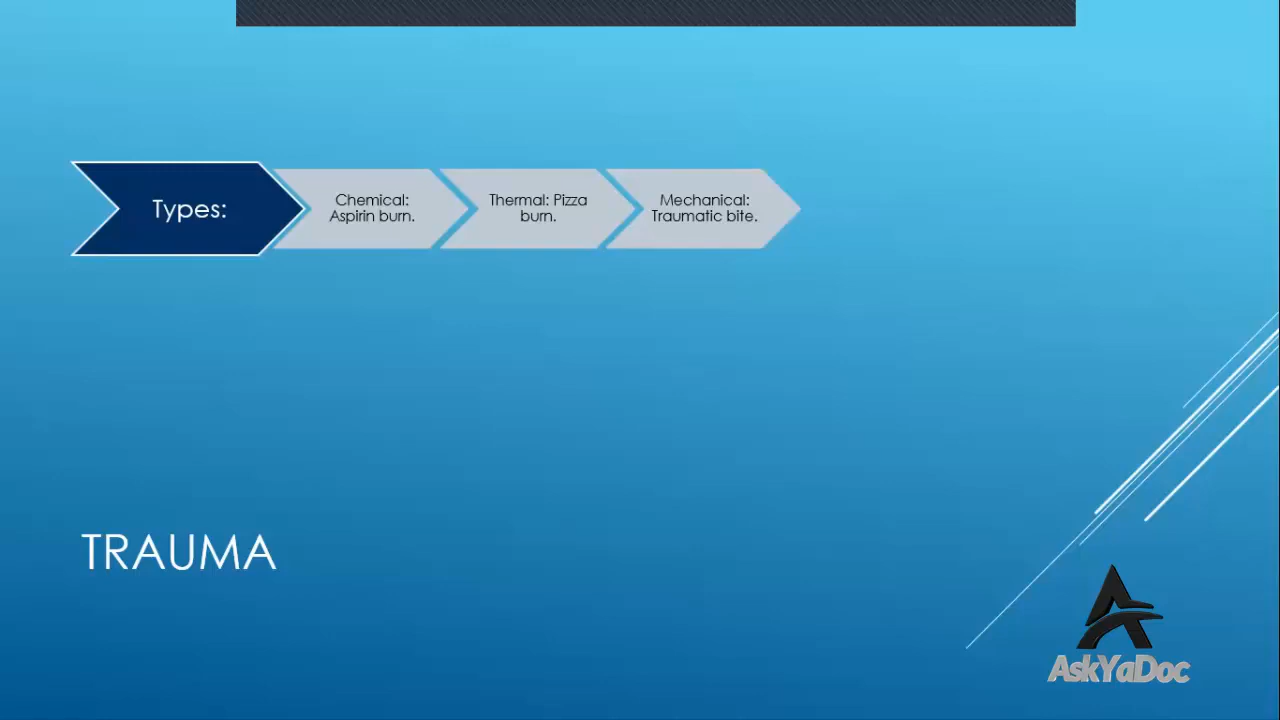 Types:
Chemical:
Aspirin burn.
Thermal: Pizza
burn.
Mechanical:
Traumatic bite.
TRAUMA
AskYaDoc